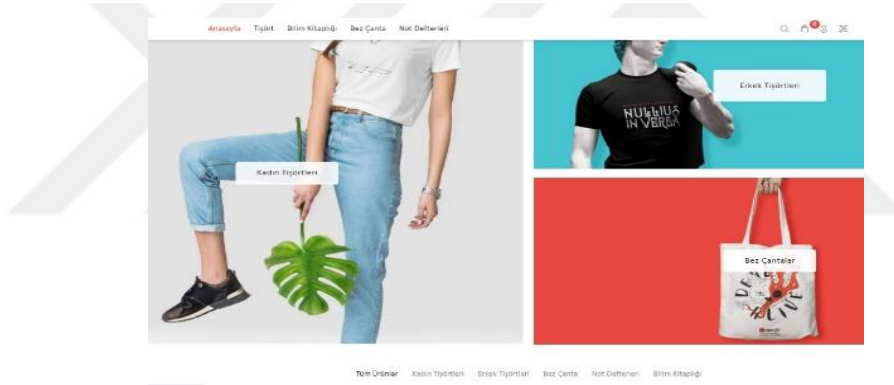 Anasayfa Tişört Bilim Kitaplığı Bez Çanta Not Defterleri
0
Erkek Tişörtleri
NULLIUS
IN VERBA
Kadın Tişörtleri
Bez Çantalar
Tüm Ürünler Kadın Tişörtleri Erkek Tişörtleri Bez Çanta Not Defterleri Bilim Kitaplığı